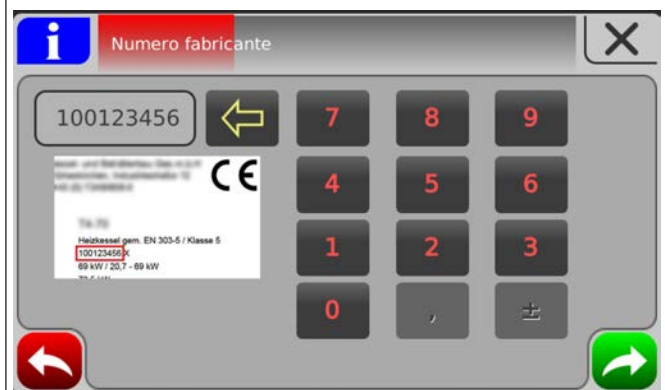 i Numero fabricante
100123456
7 8 9
CE
4 5 6
Heizkessel gem. EN 303-5 / Klasse 5
100123456 X
69 kW / 20,7 - 69 kW
1 2 3
0 , ±